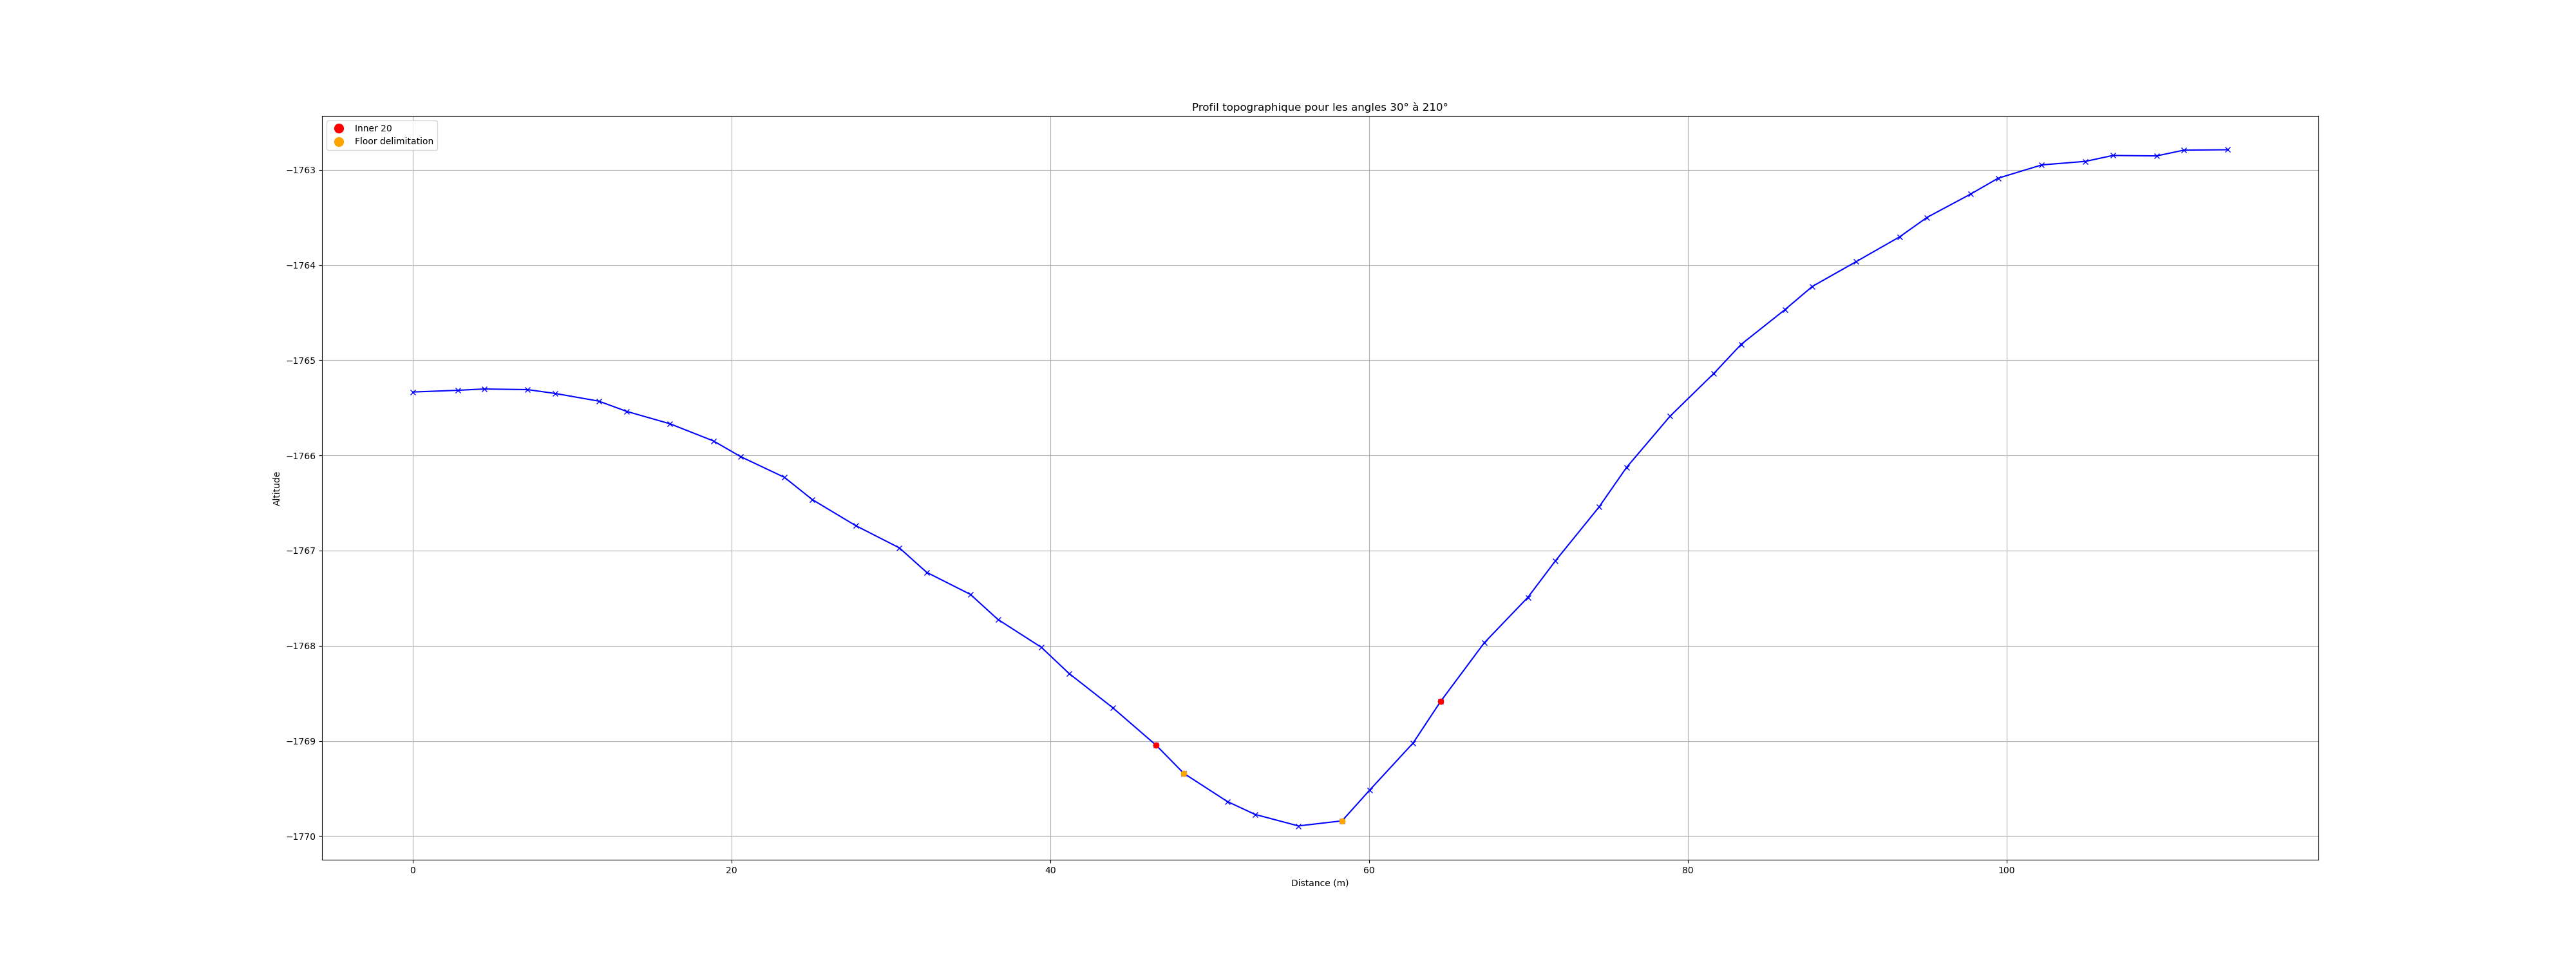 Profil topographique pour les angles 30° à 210°
Inner 20
Floor delimitation
−1763
−1764
−1765
−1766
−1767
−1768
−1769
−1770
Altitude
0 20 40 60 80 100
Distance (m)